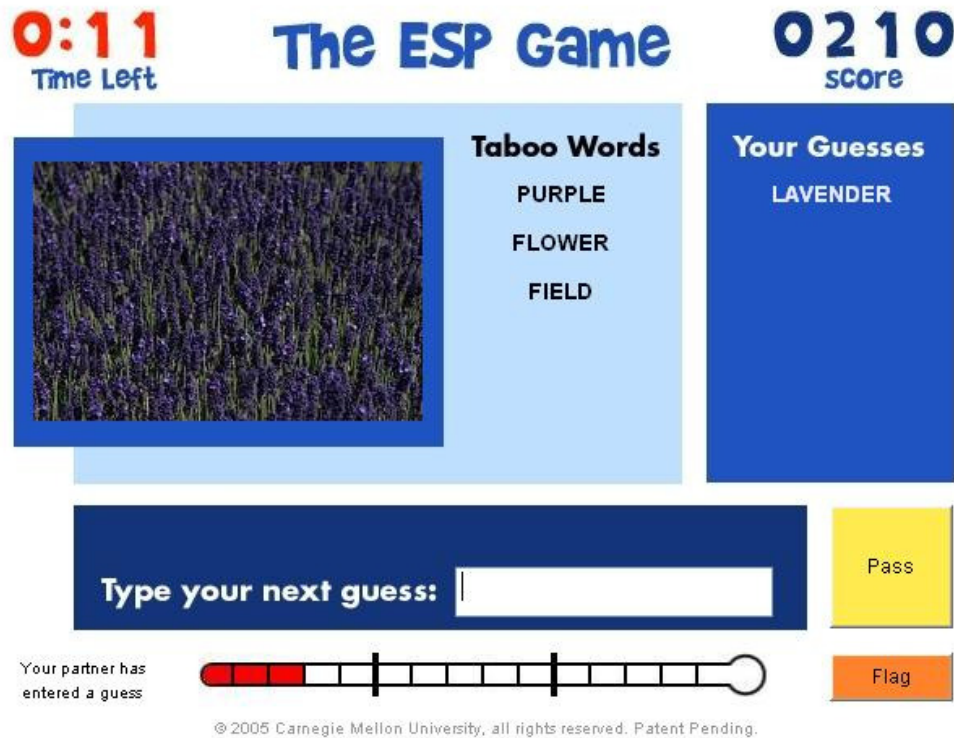 0:11
Time Left
The ESP Game
0210
score
Taboo Words
PURPLE
FLOWER
FIELD
Your Guesses
LAVENDER
Type your next guess:
Pass
Your partner has
entered a guess
Flag
© 2005 Carnegie Mellon University, all rights reserved. Patent Pending.